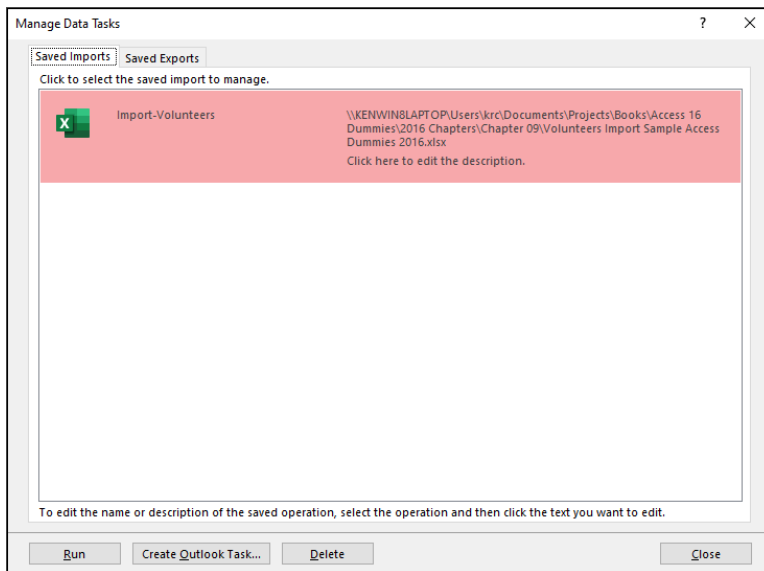 Manage Data Tasks
?
Saved Imports
Saved Exports
Click to select the saved import to manage.
X
Import-Volunteers
\\KENWIN8LAPTOP\Users\krc\Documents\Projects\Books\Access 16
Dummies\2016 Chapters\Chapter 09\Volunteers Import Sample Access
Dummies 2016.xlsx
Click here to edit the description.
To edit the name or description of the saved operation, select the operation and then click the text you want to edit.
Run
Create Outlook Task...
Delete
Close